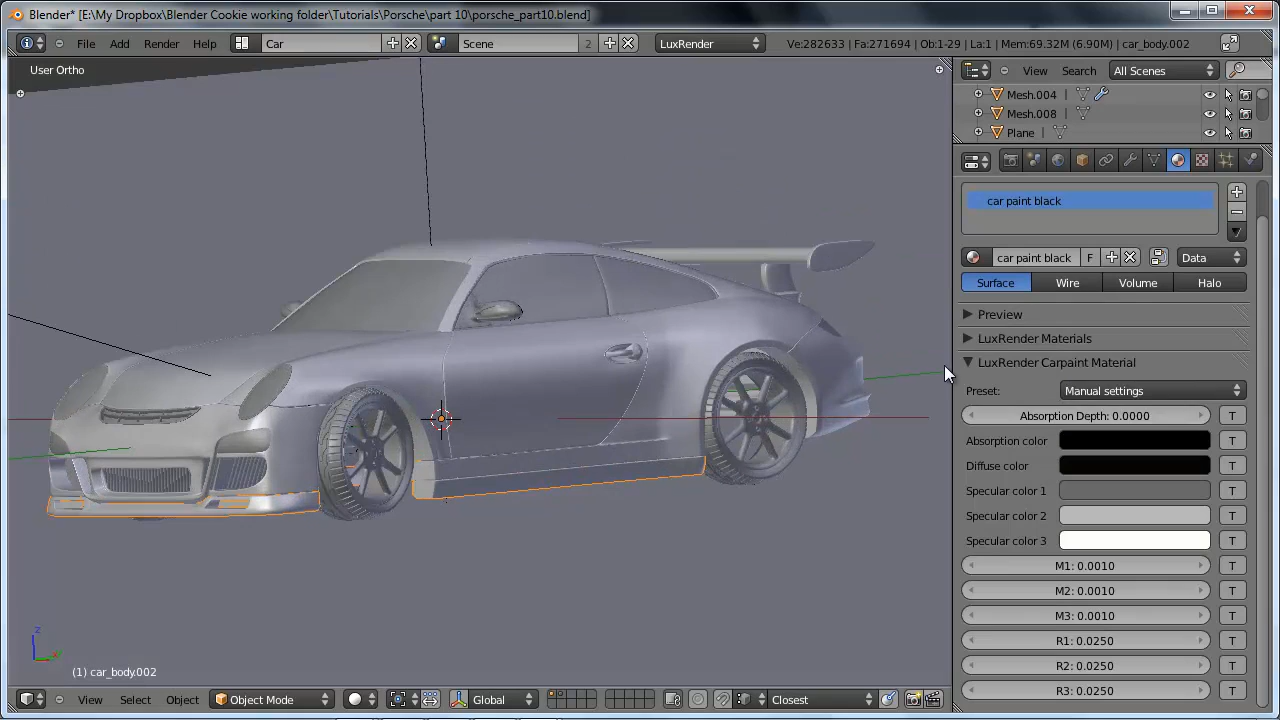 Blender* [E:\My Dropbox\Blender Cookie working folder\Tutorials\Porsche\part 10\porsche_part10.blend]
File Add Render Help Car Scene 2 LuxRender Ve:282633 | Fa:271694 | Ob:1-29 | La:1 | Mem:69.32M (6.90M) | car_body.002
User Ortho
View Search All Scenes
Mesh.004
Mesh.008
Plane
car paint black
car paint black F Data
Surface Wire Volume Halo
Preview
LuxRender Materials
LuxRender Carpaint Material
Preset: Manual settings
Absorption Depth: 0.0000 T
Absorption color T
Diffuse color T
Specular color 1 T
Specular color 2 T
Specular color 3 T
M1: 0.0010 T
M2: 0.0010 T
M3: 0.0010 T
R1: 0.0250 T
R2: 0.0250 T
R3: 0.0250 T
z
(1) car_body.002
View Select Object Object Mode Global Closest